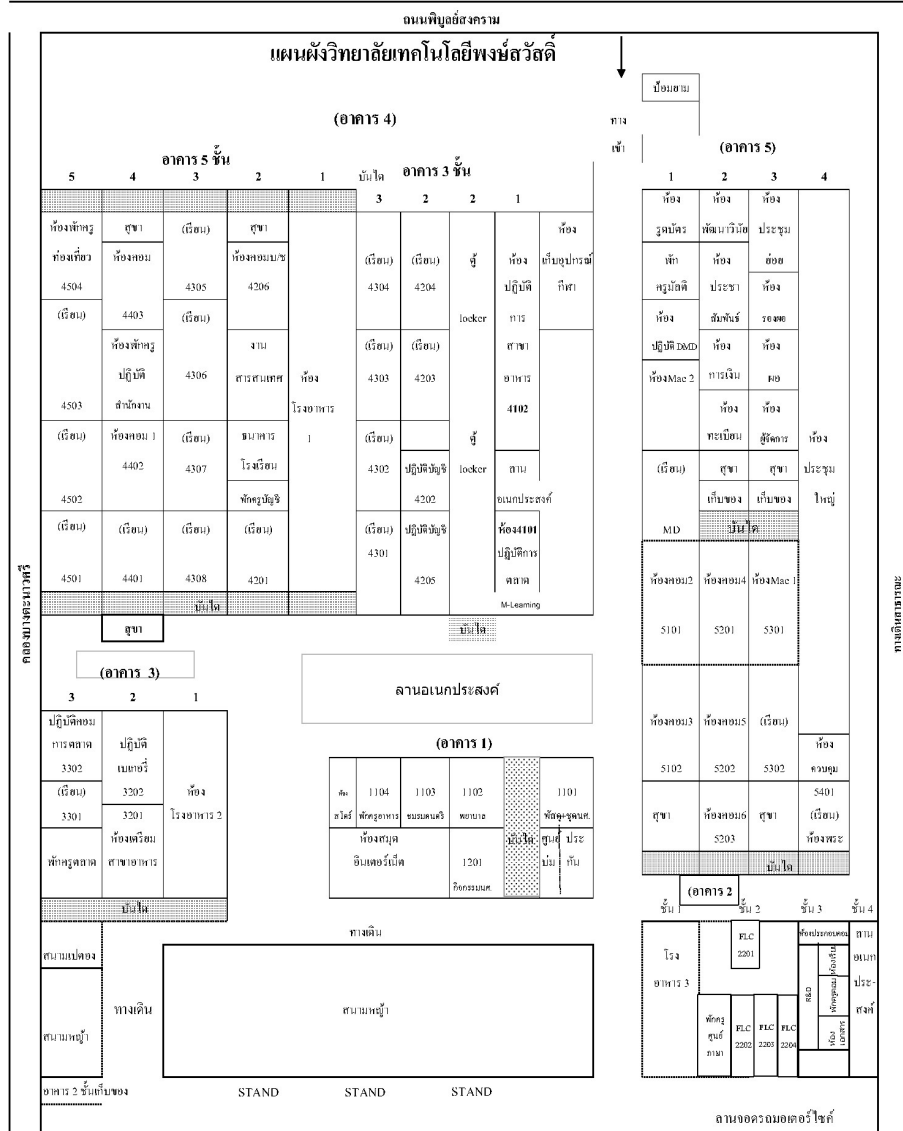 ถนนพิบูลย์สงคราม
แผนผังวิทยาลัยเทคโนโลยีพงษ์สวัสดิ์
ป้อมยาม
ทาง
เข้า
(อาคาร 4)
อาคาร 5 ชั้น
5 4 3 2 1
บันได อาคาร 3 ชั้น
3 2 2 1
ห้องพักครู
ท่องเที่ยว
4504
(เรียน)
4503
(เรียน)
4502
(เรียน)
4501
สุขา
ห้องคอม
4403
ห้องพักครู
ปฏิบัติ
สำนักงาน
ห้องคอม 1
4402
(เรียน)
4401
(เรียน)
4305
(เรียน)
4306
(เรียน)
4307
(เรียน)
4308
สุขา
ห้องคอมบ/ช
4206
งาน
สารสนเทศ
ธนาคาร
โรงเรียน
พักครูบัญชี
(เรียน)
4201
ห้อง
โรงอาหาร
1
บันได
สุขา
(เรียน)
4304
(เรียน)
4303
(เรียน)
4302
(เรียน)
4301
(เรียน)
4204
(เรียน)
4203
ปฏิบัติบัญชี
4202
ปฏิบัติบัญชี
4205
ตู้
locker
ตู้
locker
บันได
ห้อง
ปฏิบัติ
การ
สาขา
อาหาร
4102
ลาน
อเนกประสงค์
ห้อง4101
ปฏิบัติการ
ตลาด
M-Learning
ห้อง
เก็บอุปกรณ์
กีฬา
(อาคาร 5)
1 2 3 4
ห้อง
รูดบัตร
พัก
ครูมัลติ
ห้อง
ปฏิบัติ DMD
ห้องMac 2
(เรียน)
MD
ห้องคอม2
5101
ห้องคอม3
5102
สุขา
ห้อง
พัฒนาวินัย
ห้อง
ประชา
สัมพันธ์
ห้อง
การเงิน
ห้อง
ทะเบียน
สุขา
เก็บของ
บันได
ห้องคอม4
5201
ห้องคอม5
5202
ห้องคอม6
5203
ห้อง
ประชุม
ย่อย
ห้อง
รองผอ
ห้อง
ผอ
ห้อง
ผู้จัดการ
สุขา
เก็บของ
ห้องMac 1
5301
(เรียน)
5302
สุขา
ห้อง
ประชุม
ใหญ่
ห้อง
ควบคุม
5401
(เรียน)
ห้องพระ
บันได
คลองบางตะนาวศรี
ทางเดินสาธารณะ
(อาคาร 3)
3 2 1
ปฏิบัติคอม
การตลาด
3302
(เรียน)
3301
พักครูตลาด
ปฏิบัติ
เบเกอรี่
3202
3201
ห้องเตรียม
สาขาอาหาร
ห้อง
โรงอาหาร 2
บันได
ลานอเนกประสงค์
(อาคาร 1)
ห้อง
สโตร์
1104
พักครูอาหาร
1103
ชมรมดนตรี
1102
พยาบาล
บันได
1101
พัสดุ+ชุดนศ.
ห้องสมุด
อินเตอร์เน็ต
1201
กิจกรรมนศ.
ศูนย์
บ่ม
ประ
กัน
ทางเดิน
สนามเปตอง
สนามหญ้า
ทางเดิน
สนามหญ้า
อาคาร 2 ชั้นเก็บของ
STAND STAND STAND
(อาคาร 2
ชั้น 1 ชั้น 2 ชั้น 3 ชั้น 4
โรง
อาหาร 3
FLC
2201
พักครู
ศูนย์
ภาษา
FLC
2202
FLC
2203
FLC
2204
ห้องประกอบคอม
R&D
ห้องเรียน
พักครูคอม
ห้อง
เอกสาร
ลาน
อเนก
ประ-
สงค์
ลานจอดรถมอเตอร์ไซค์